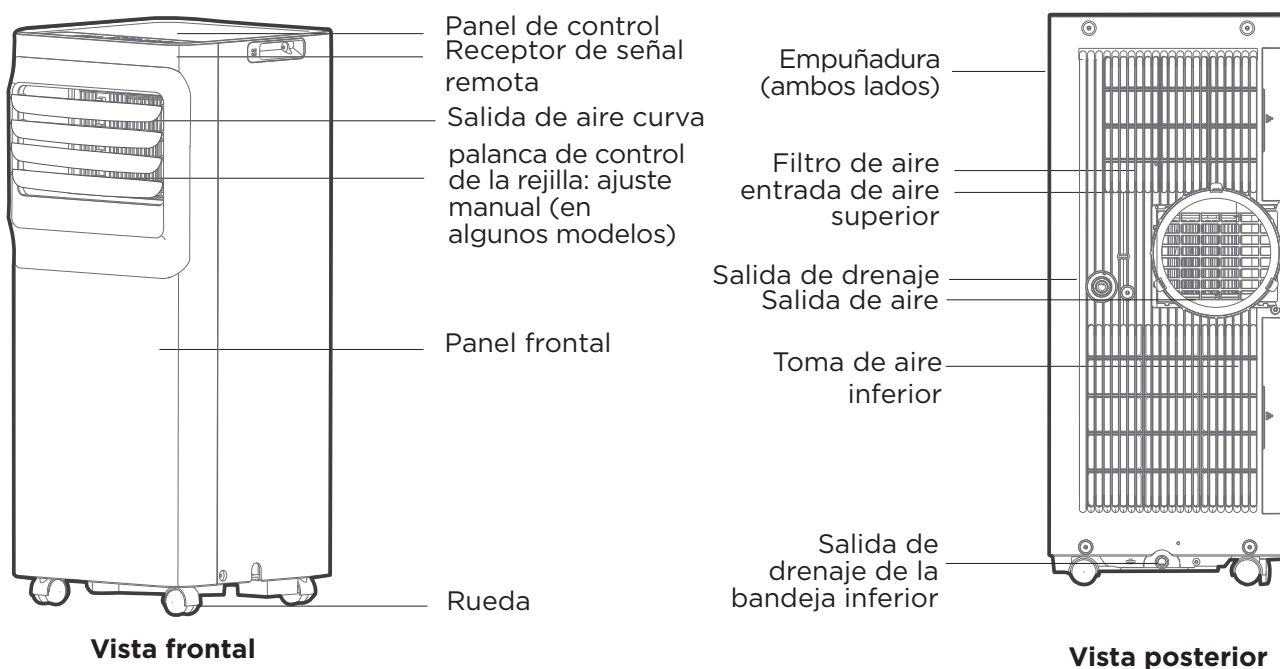 Panel de control
Receptor de señal
remota
Salida de aire curva
palanca de control
de la rejilla: ajuste
manual (en
algunos modelos)
Panel frontal
Rueda
Vista frontal
Empuñadura
(ambos lados)
Filtro de aire
entrada de aire
superior
Salida de drenaje
Salida de aire
Toma de aire
inferior
Salida de
drenaje de la
bandeja inferior
Vista posterior